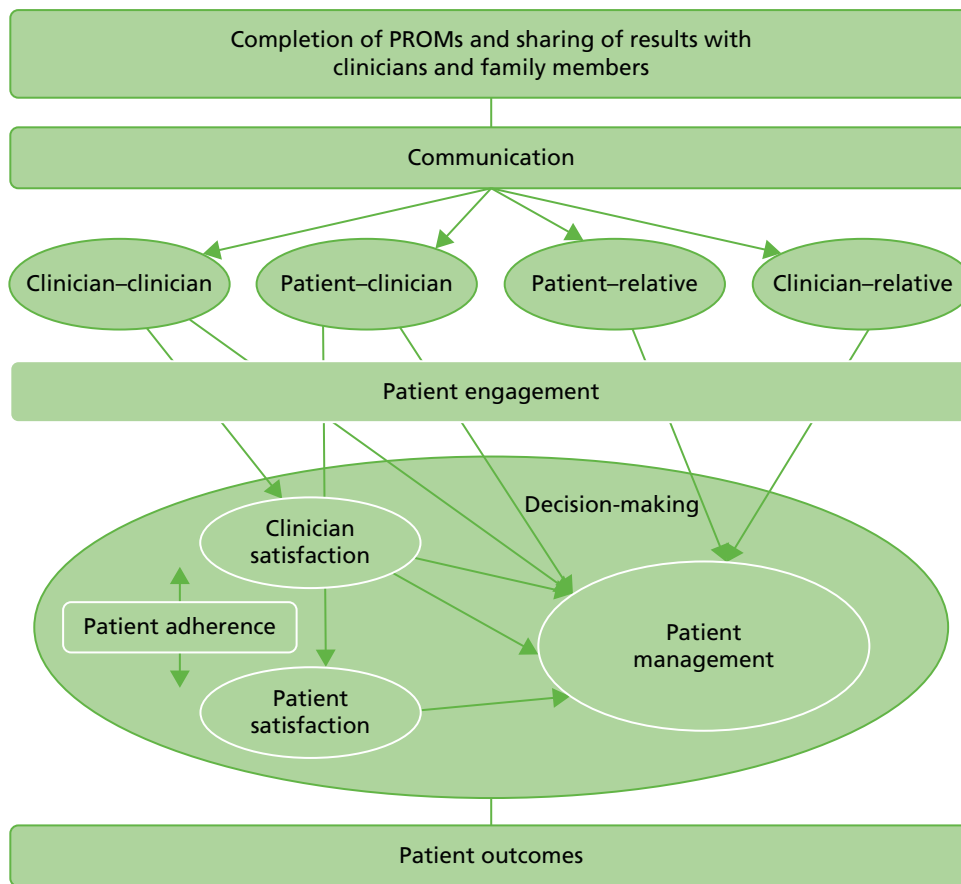 Completion of PROMs and sharing of results with
clinicians and family members
Communication
Clinician–clinician
Patient–clinician
Patient–relative
Clinician–relative
Patient engagement
Decision-making
Clinician
satisfaction
Patient adherence
Patient
management
Patient
satisfaction
Patient outcomes